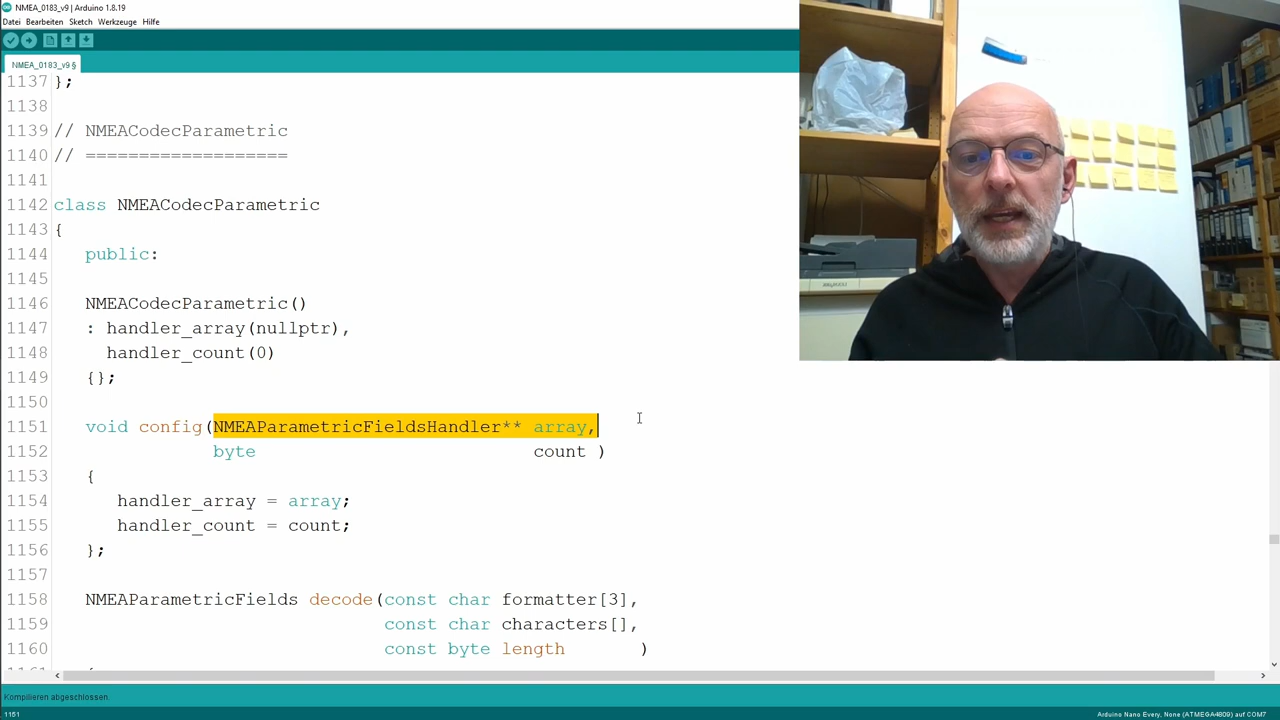 NMEA_0183_v9 | Arduino 1.8.19
Datei Bearbeiten Sketch Werkzeuge Hilfe
NMEA_0183_v9 §
1137 };
1138
1139 // NMEACodecParametric
1140 // ===================
1141
1142 class NMEACodecParametric
1143 {
1144    public:
1145
1146    NMEACodecParametric()
1147    : handler_array(nullptr),
1148      handler_count(0)
1149    {};
1150
1151    void config(NMEAParametricFieldsHandler** array,
1152                byte                          count )
1153    {
1154       handler_array = array;
1155       handler_count = count;
1156    };
1157
1158    NMEAParametricFields decode(const char formatter[3],
1159                                const char characters[],
1160                                const byte length       )
Kompilieren abgeschlossen.
1151
Arduino Nano Every, None (ATMEGA4809) auf COM7